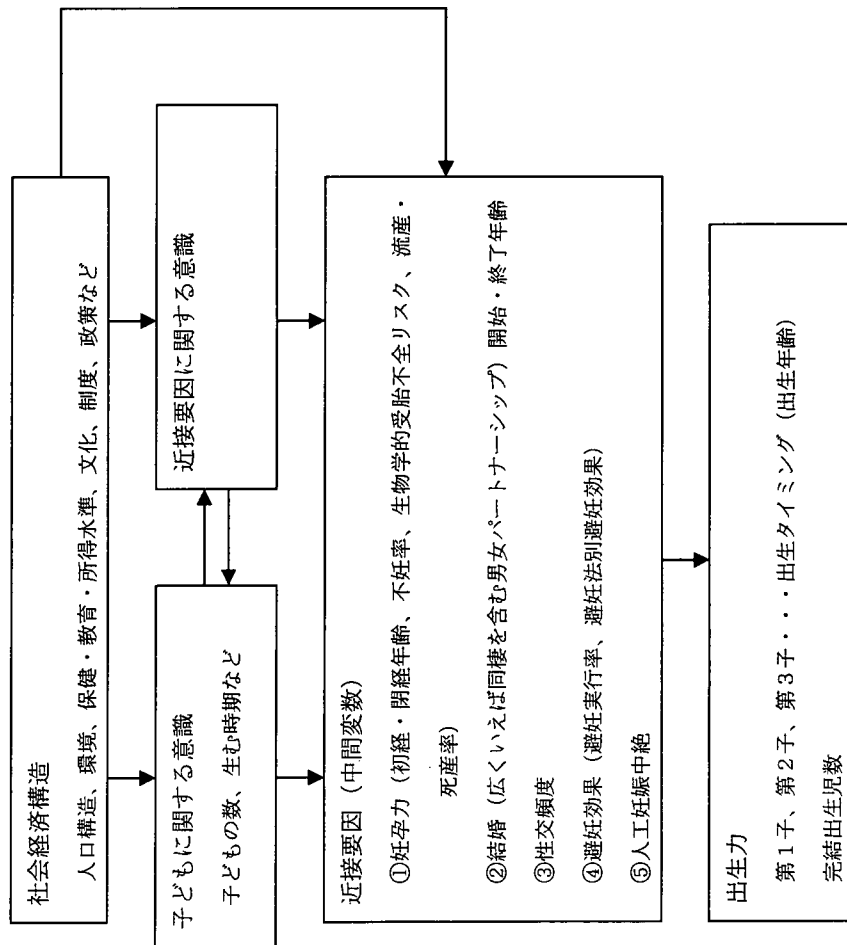 社会経済構造
人口構造、環境、保健・教育・所得水準、文化、制度、政策など
子どもに関する意識
子どもの数、生む時期など
近接要因に関する意識
近接要因（中間変数）
①妊孕力（初経・閉経年齢、不妊率、生物学的受胎不全リスク、流産・
死産率）
②結婚（広くいえば同棲を含む男女パートナーシップ）開始・終了年齢
③性交頻度
④避妊効果（避妊実行率、避妊法別避妊効果）
⑤人工妊娠中絶
出生力
第１子、第２子、第３子・・・出生タイミング（出生年齢）
完結出生児数